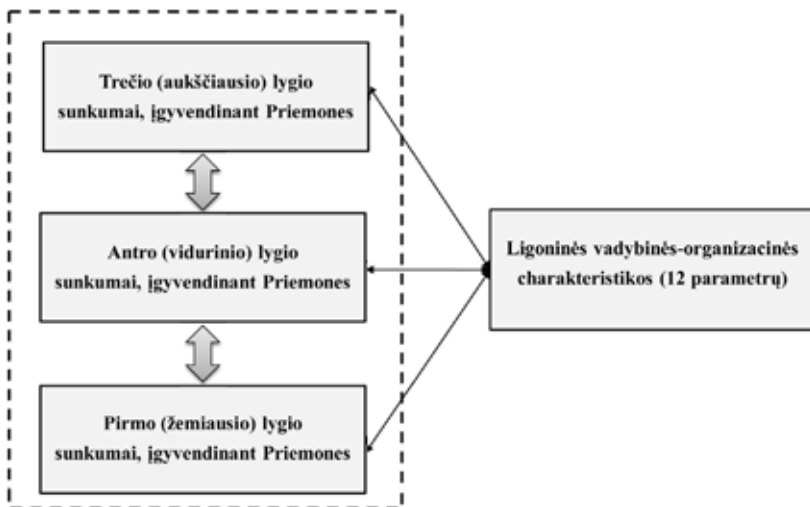 Trečio (aukščiausio) lygio
sunkumai, įgyvendinant Priemones
Antro (vidurinio) lygio
sunkumai, įgyvendinant Priemones
Pirmo (žemiausio) lygio
sunkumai, įgyvendinant Priemones
Ligoninės vadybinės-organizacinės
charakteristikos (12 parametrų)